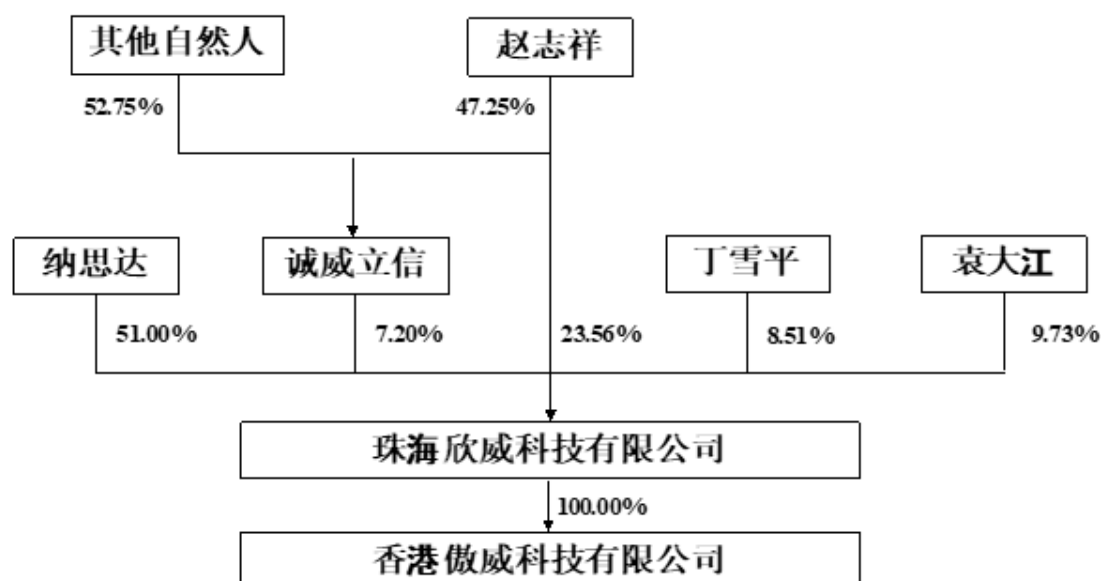 其他自然人
赵志祥
52.75%
47.25%
纳思达
诚威立信
丁雪平
袁大江
51.00%
7.20%
23.56%
8.51%
9.73%
珠海欣威科技有限公司
100.00%
香港傲威科技有限公司